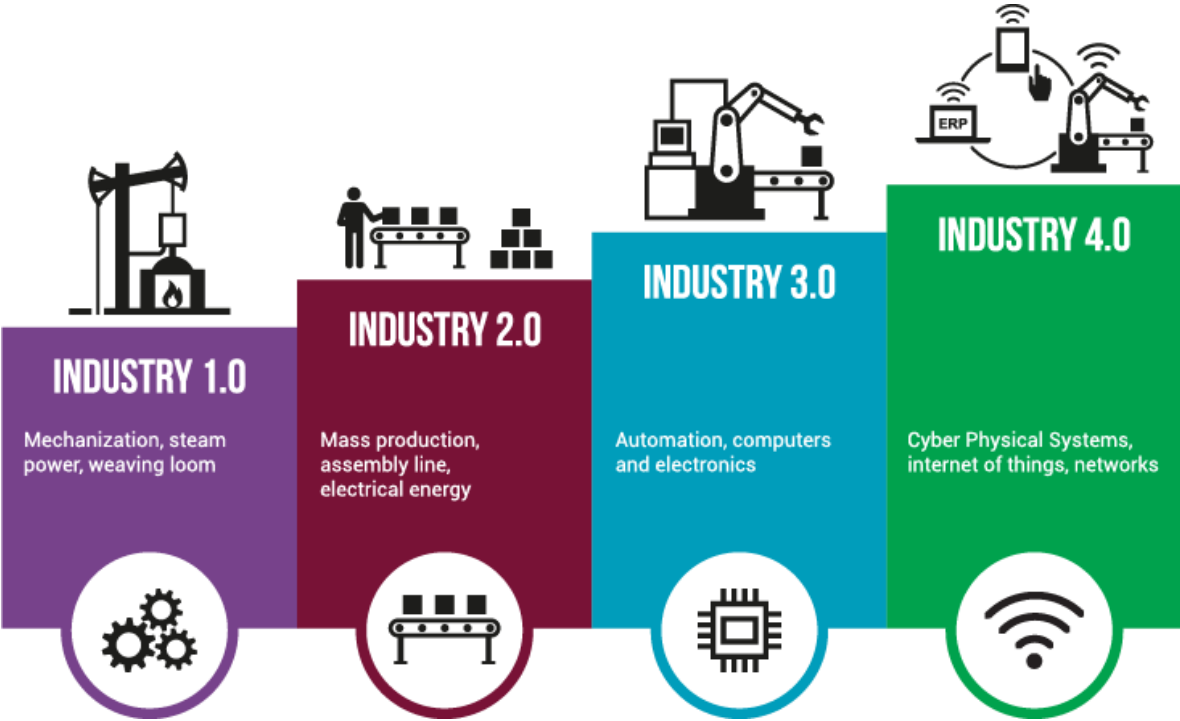 ERP
INDUSTRY 4.0
INDUSTRY 3.0
INDUSTRY 2.0
INDUSTRY 1.0
Mechanization, steam
power, weaving loom
Mass production,
assembly line,
electrical energy
Automation, computers
and electronics
Cyber Physical Systems,
internet of things, networks